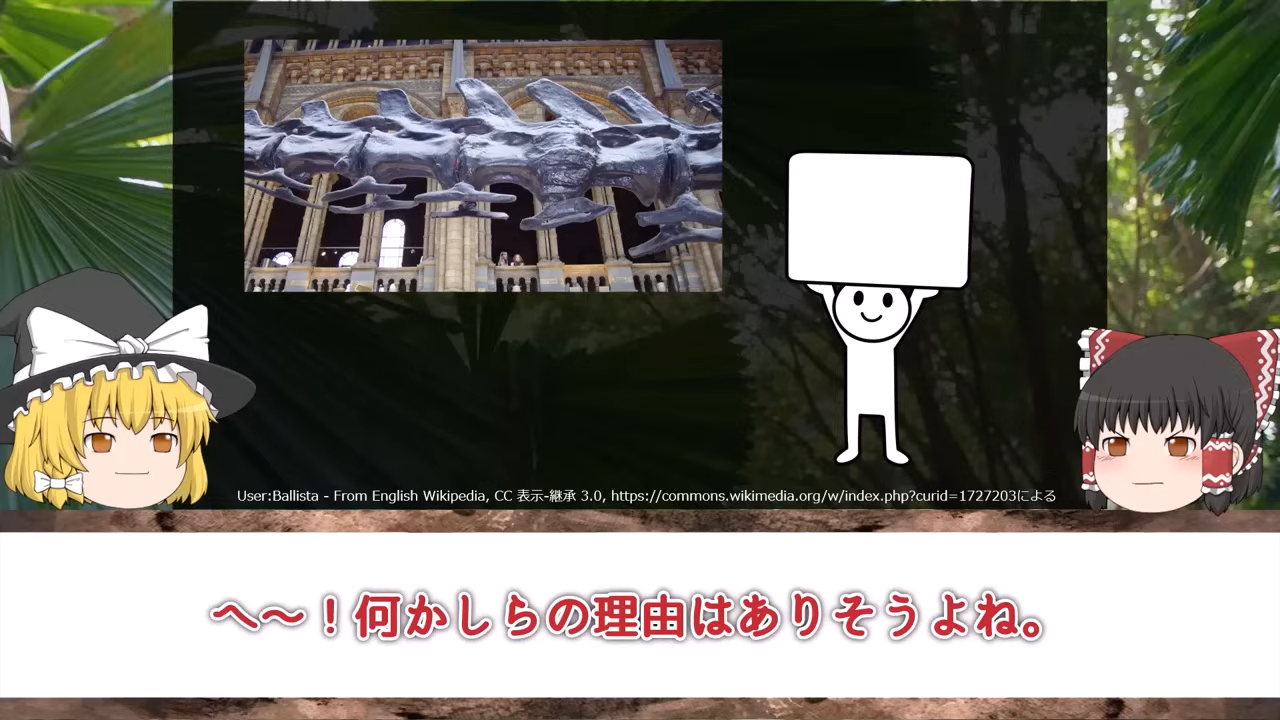 User:Ballista - From English Wikipedia, CC 表示-継承 3.0, https://commons.wikimedia.org/w/index.php?curid=1727203による
へ～！何かしらの理由はありそうよね。